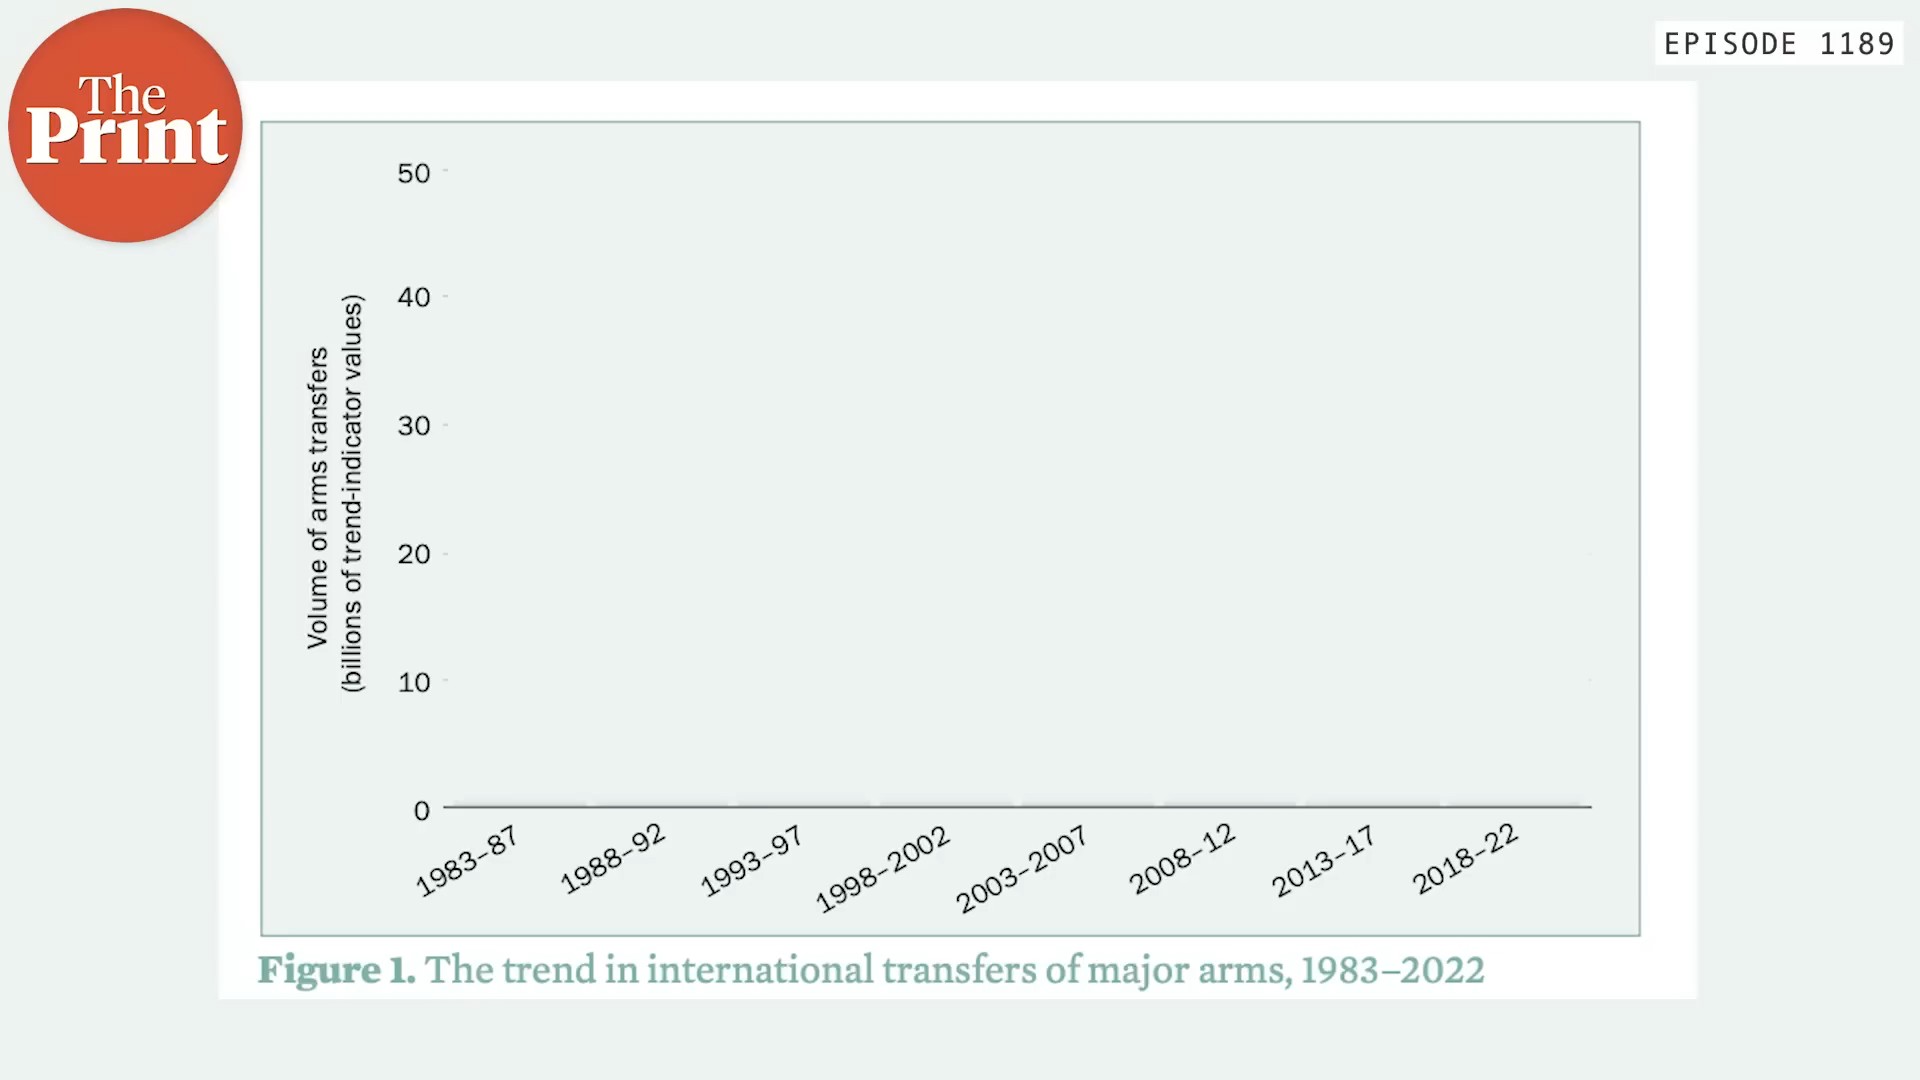 The
Print
EPISODE 1189
50
40
30
20
10
0
Volume of arms transfers
(billions of trend-indicator values)
1983–87
1988–92
1993–97
1998–2002
2003–2007
2008–12
2013–17
2018–22
Figure 1. The trend in international transfers of major arms, 1983–2022